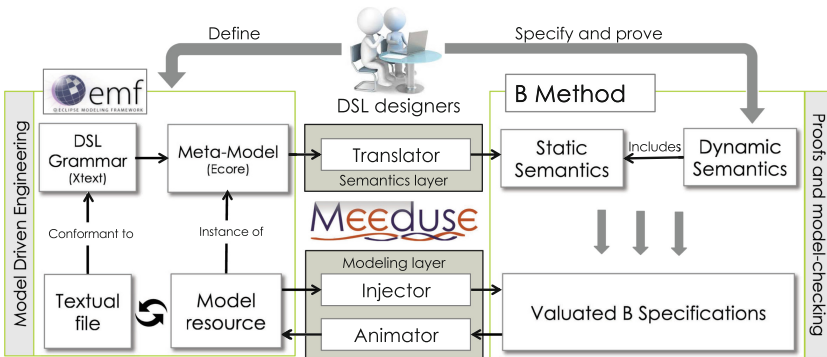 Define
Specify and prove
emf
ECLIPSE MODELING FRAMEWORK
DSL designers
B Method
Model Driven Engineering
DSL
Grammar
(Xtext)
Meta-Model
(Ecore)
Translator
Semantics layer
Static
Semantics
Includes
Dynamic
Semantics
Proofs and model-checking
Meeduse
Conformant to
Instance of
Modeling layer
Textual
file
Model
resource
Injector
Animator
Valuated B Specifications